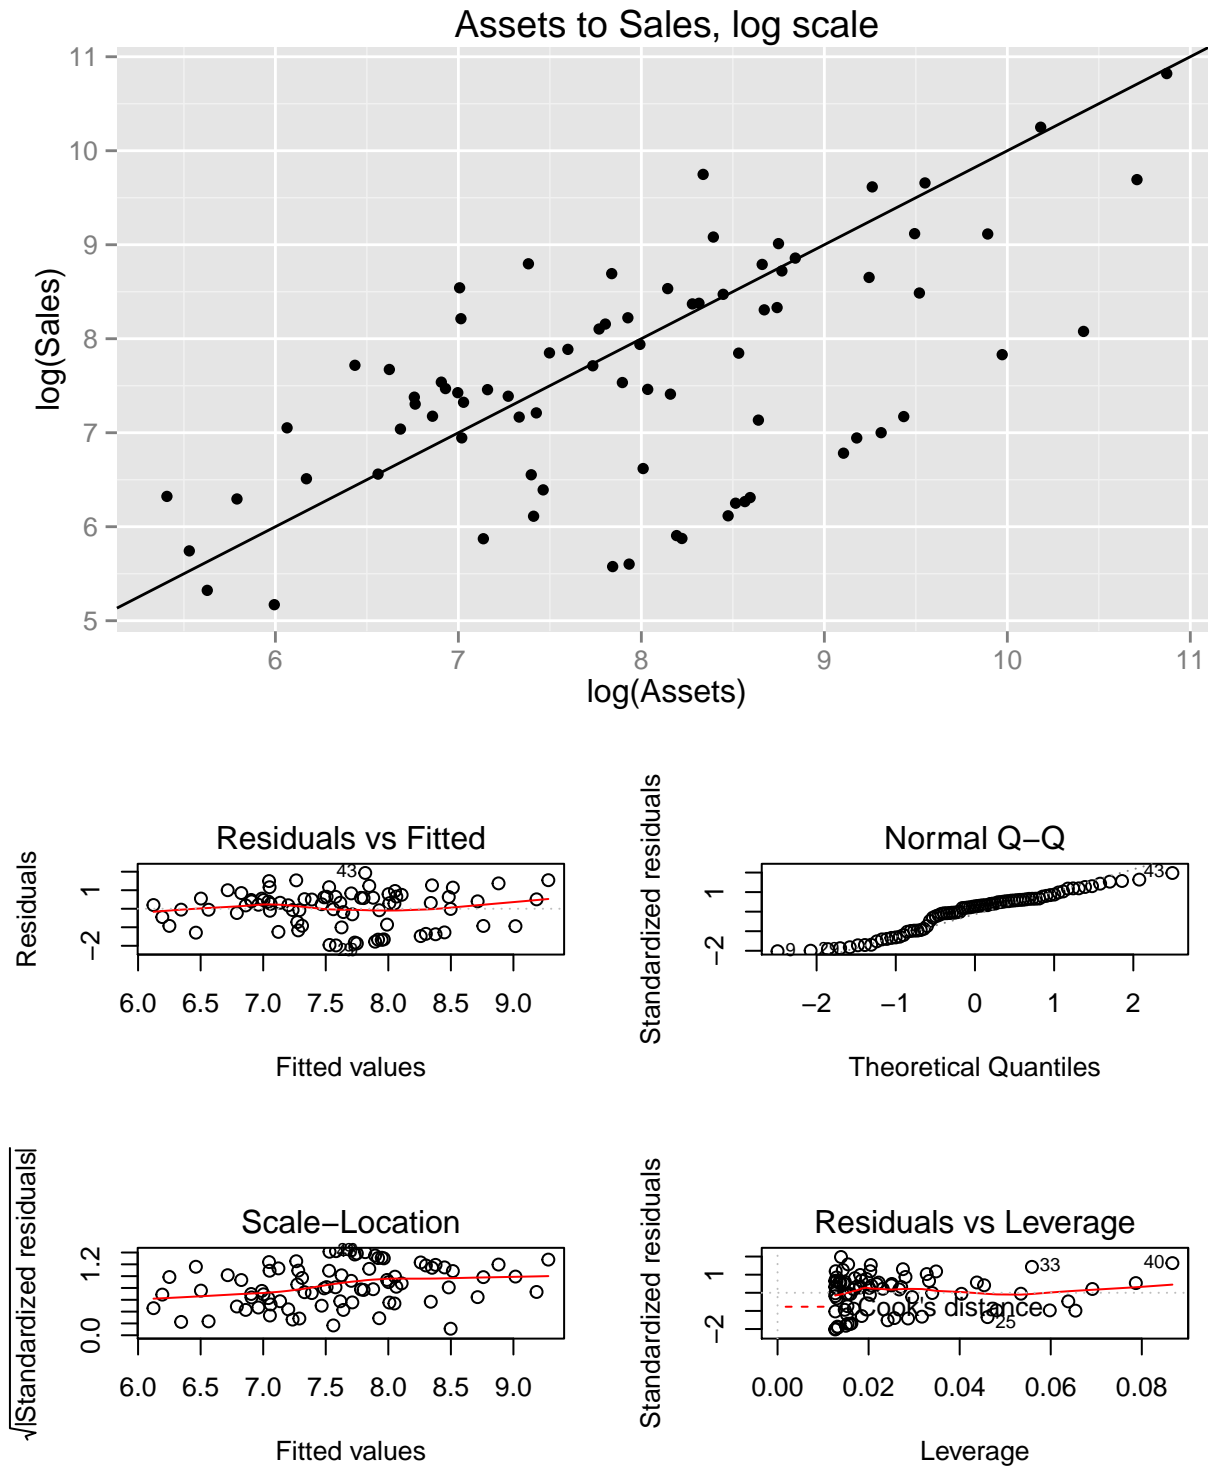 Assets to Sales, log scale
11
10
9
8
7
6
5
log(Sales)
6 7 8 9 10 11
log(Assets)
Residuals vs Fitted
Residuals
1
−2
43
6.0 6.5 7.0 7.5 8.0 8.5 9.0
Fitted values
Normal Q−Q
Standardized residuals
1
−2
43
9
−2 −1 0 1 2
Theoretical Quantiles
Scale−Location
√|Standardized residuals|
1.2
0.0
6.0 6.5 7.0 7.5 8.0 8.5 9.0
Fitted values
Residuals vs Leverage
Standardized residuals
1
−2
33
40
Cook's distance
25
0.00 0.02 0.04 0.06 0.08
Leverage